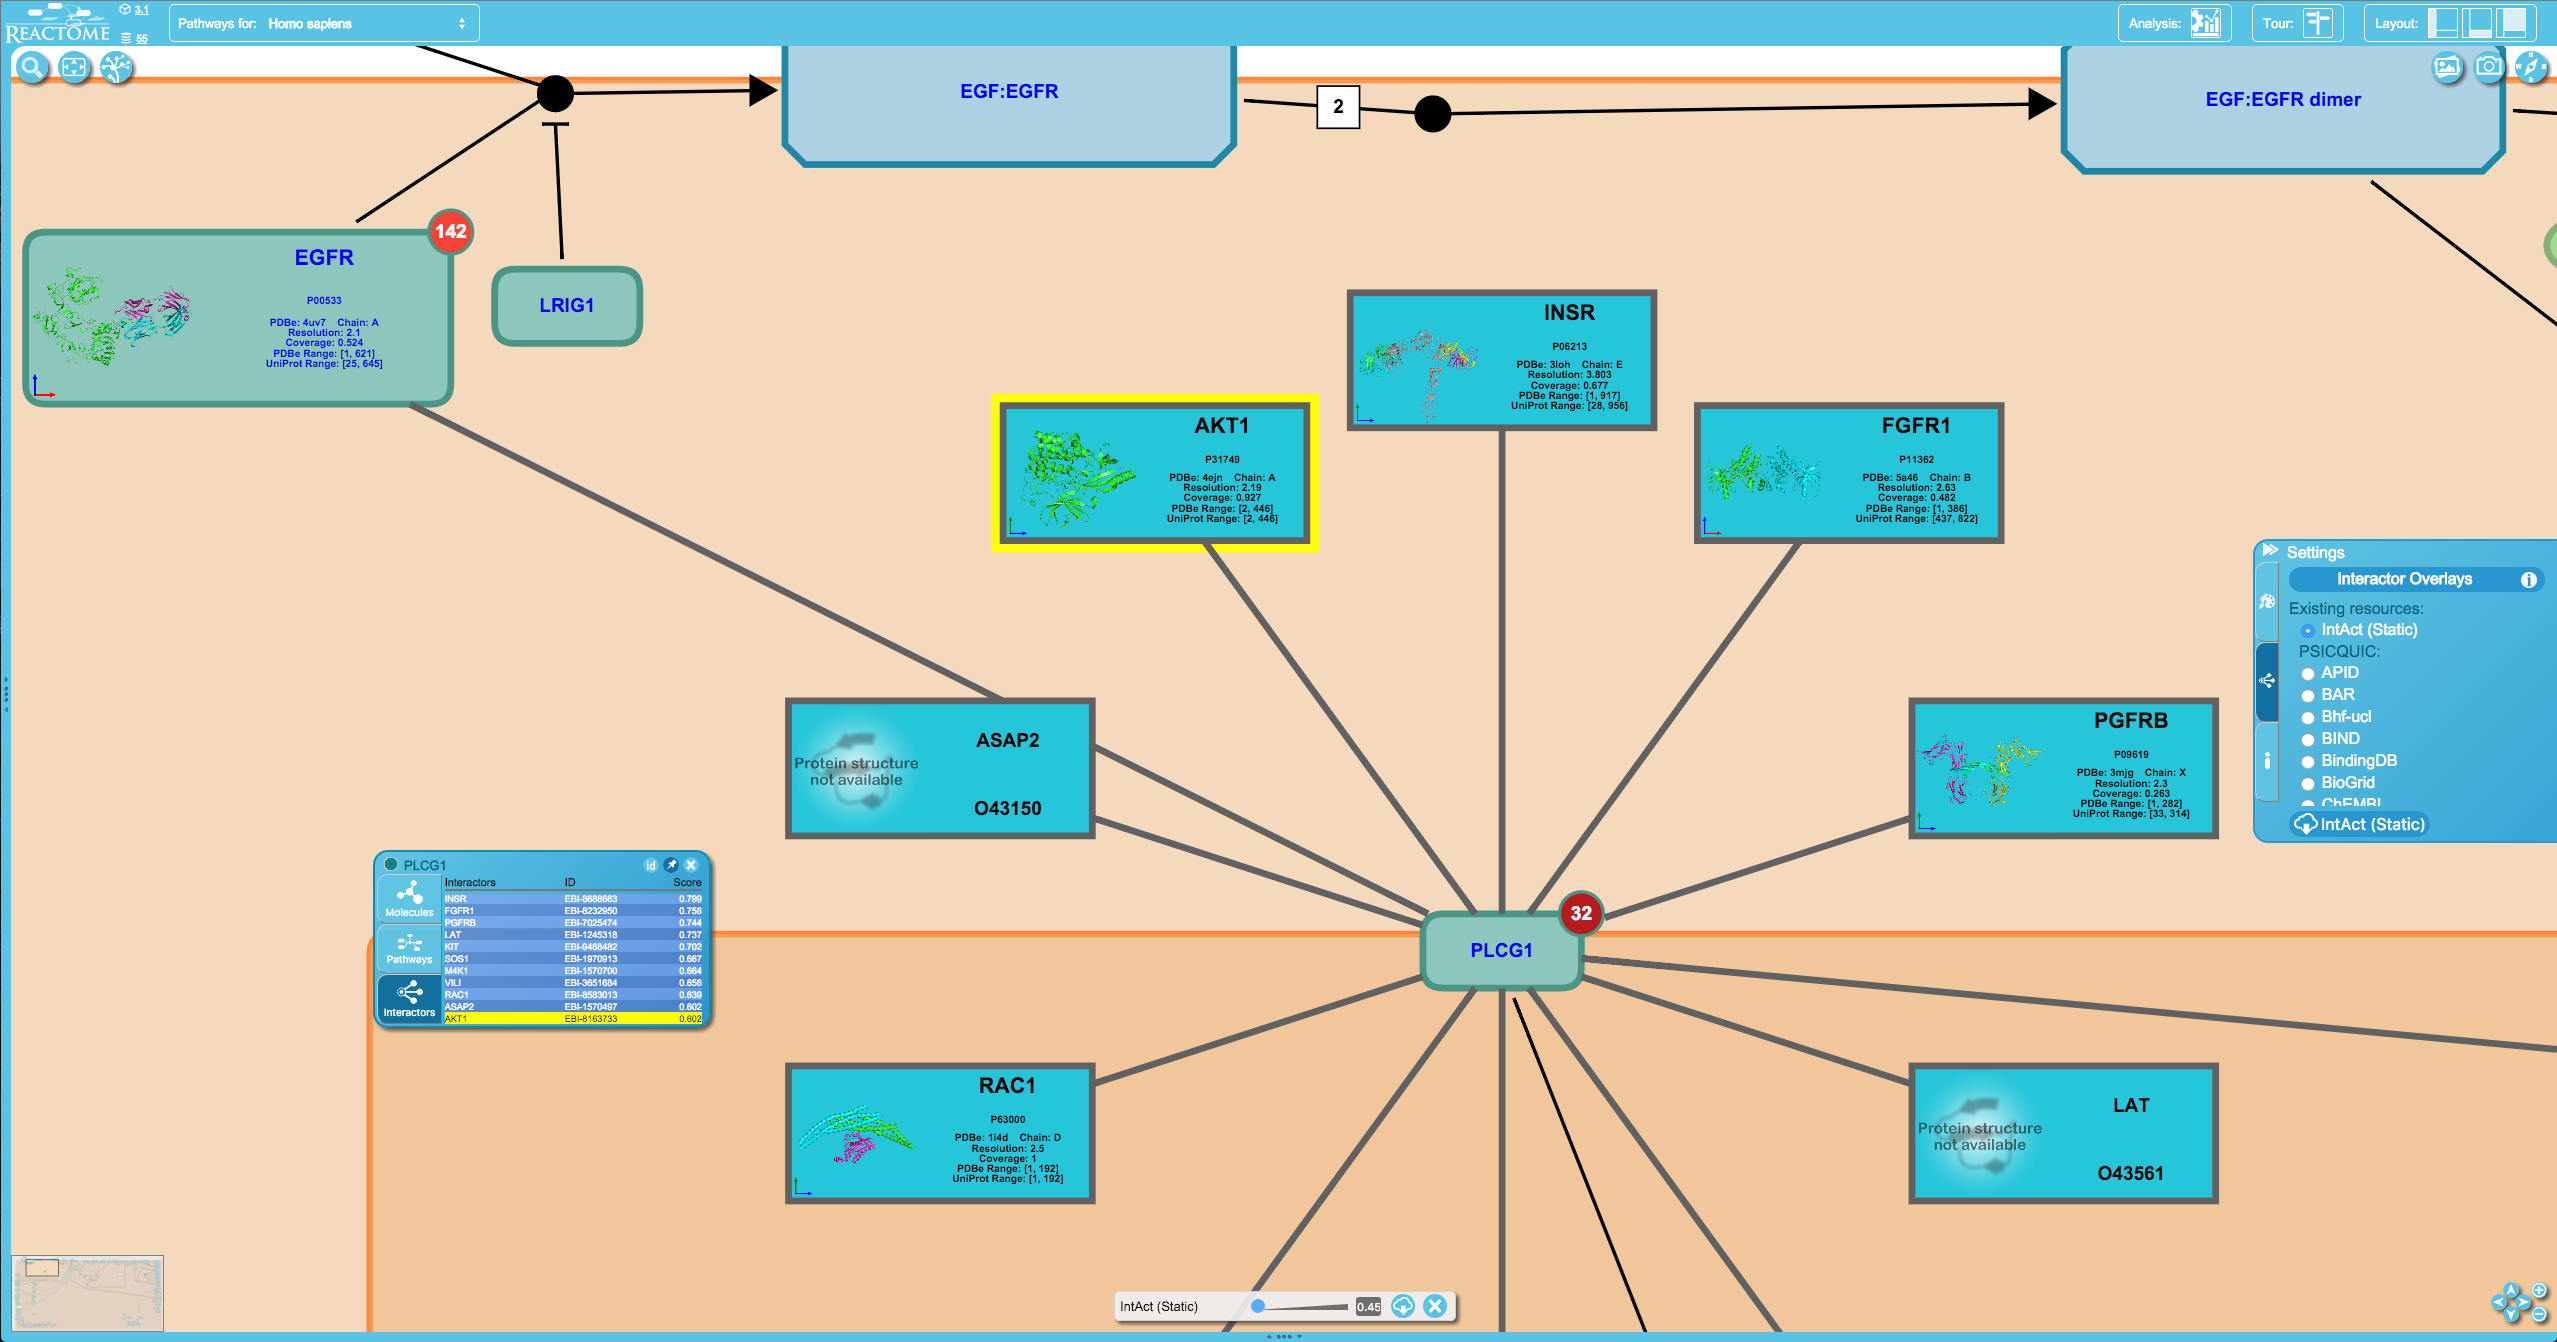 REACTOME
3.1
55
Pathways for: Homo sapiens
Analysis:
Tour:
Layout:
EGF:EGFR
2
EGF:EGFR dimer
142
EGFR
P00533
PDBe: 4uv7 Chain: A
Resolution: 2.1
Coverage: 0.524
PDBe Range: [1, 621]
UniProt Range: [25, 645]
LRIG1
INSR
P06213
PDBe: 3loh Chain: E
Resolution: 3.803
Coverage: 0.677
PDBe Range: [1, 917]
UniProt Range: [28, 956]
AKT1
P31749
PDBe: 4ejn Chain: A
Resolution: 2.19
Coverage: 0.927
PDBe Range: [2, 446]
UniProt Range: [2, 446]
FGFR1
P11362
PDBe: 5a46 Chain: B
Resolution: 2.63
Coverage: 0.482
PDBe Range: [1, 386]
UniProt Range: [437, 822]
Settings
Interactor Overlays
Existing resources:
IntAct (Static)
PSICQUIC:
APID
BAR
Bhf-ucl
BIND
BindingDB
BioGrid
ChEMBL
IntAct (Static)
ASAP2
Protein structure
not available
O43150
PGFRB
P09619
PDBe: 3mjg Chain: X
Resolution: 2.3
Coverage: 0.263
PDBe Range: [1, 282]
UniProt Range: [33, 314]
PLCG1
id
Interactors ID Score
INSR EBI-8688663 0.799
FGFR1 EBI-8232950 0.758
PGFRB EBI-7025474 0.744
LAT EBI-1245318 0.737
KIT EBI-9468482 0.702
SOS1 EBI-1970913 0.667
M4K1 EBI-1570700 0.664
VILI EBI-3651684 0.656
RAC1 EBI-8583013 0.639
ASAP2 EBI-1570497 0.602
AKT1 EBI-8163733 0.602
Molecules
Pathways
Interactors
32
PLCG1
RAC1
P63000
PDBe: 1i4d Chain: D
Resolution: 2.5
Coverage: 1
PDBe Range: [1, 192]
UniProt Range: [1, 192]
LAT
Protein structure
not available
O43561
IntAct (Static)
0.45